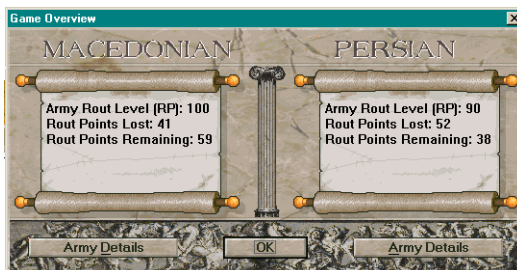 Game Overview
MACEDONIAN
PERSIAN
Army Rout Level (RP): 100
Rout Points Lost: 41
Rout Points Remaining: 59
Army Rout Level (RP): 90
Rout Points Lost: 52
Rout Points Remaining: 38
Army Details
OK
Army Details